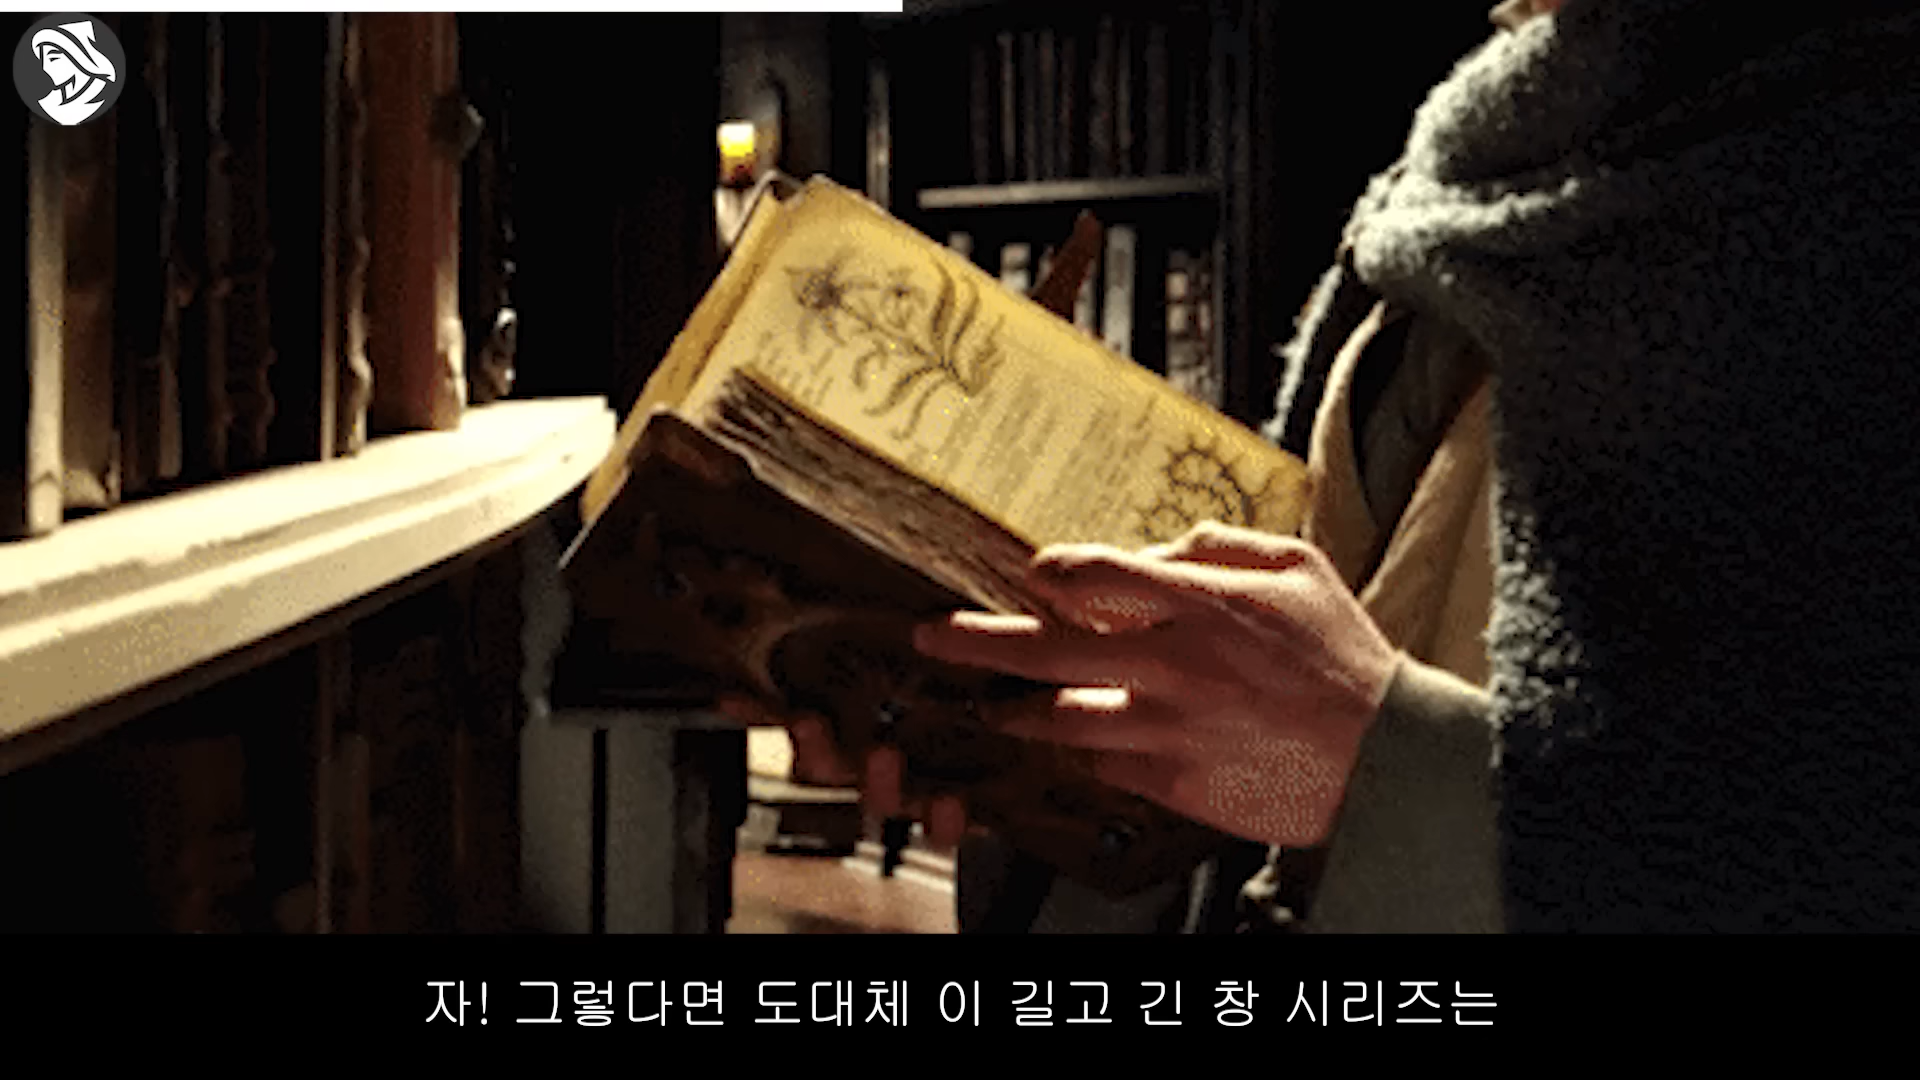 자! 그렇다면 도대체 이 길고 긴 창 시리즈는